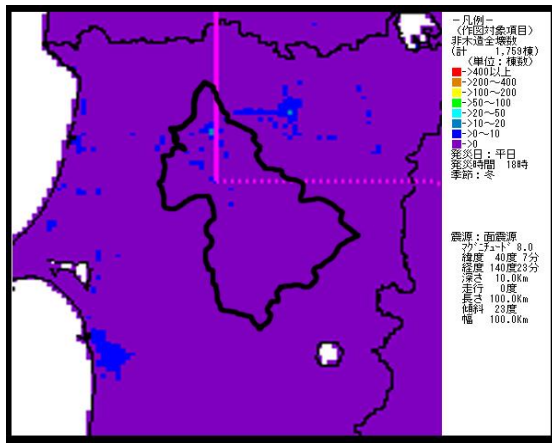 －凡例－
(作図対象項目)
非木造全壊数
(計 1,759棟)
(単位：棟数)
->400以上
->200～400
->100～200
->50～100
->20～50
->10～20
->0～10
->0
発災日：平日
発災時間 18時
季節：冬
震源：面震源
マグニチュード 8.0
緯度 40度 7分
経度 140度23分
深さ 10.0Km
走行 0度
長さ 100.0Km
傾斜 23度
幅 100.0Km